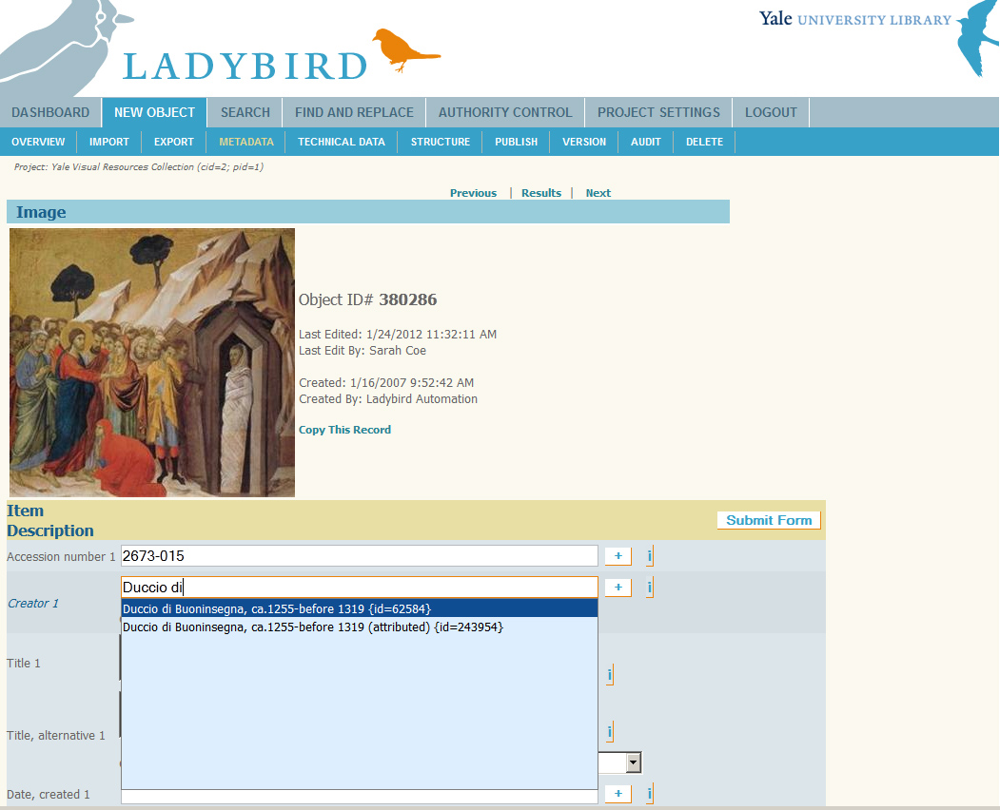 Yale UNIVERSITY LIBRARY
LADYBIRD
DASHBOARD NEW OBJECT SEARCH FIND AND REPLACE AUTHORITY CONTROL PROJECT SETTINGS LOGOUT
OVERVIEW IMPORT EXPORT METADATA TECHNICAL DATA STRUCTURE PUBLISH VERSION AUDIT DELETE
Project: Yale Visual Resources Collection (cid=2; pid=1)
Previous | Results | Next
Image
Object ID# 380286
Last Edited: 1/24/2012 11:32:11 AM
Last Edit By: Sarah Coe
Created: 1/16/2007 9:52:42 AM
Created By: Ladybird Automation
Copy This Record
Item
Description
Submit Form
Accession number 1 2673-015 + i
Creator 1 Duccio di + i
Duccio di Buoninsegna, ca.1255-before 1319 {id=62584}
Duccio di Buoninsegna, ca.1255-before 1319 (attributed) {id=243954}
Title 1 i
Title, alternative 1 i
Date, created 1 + i